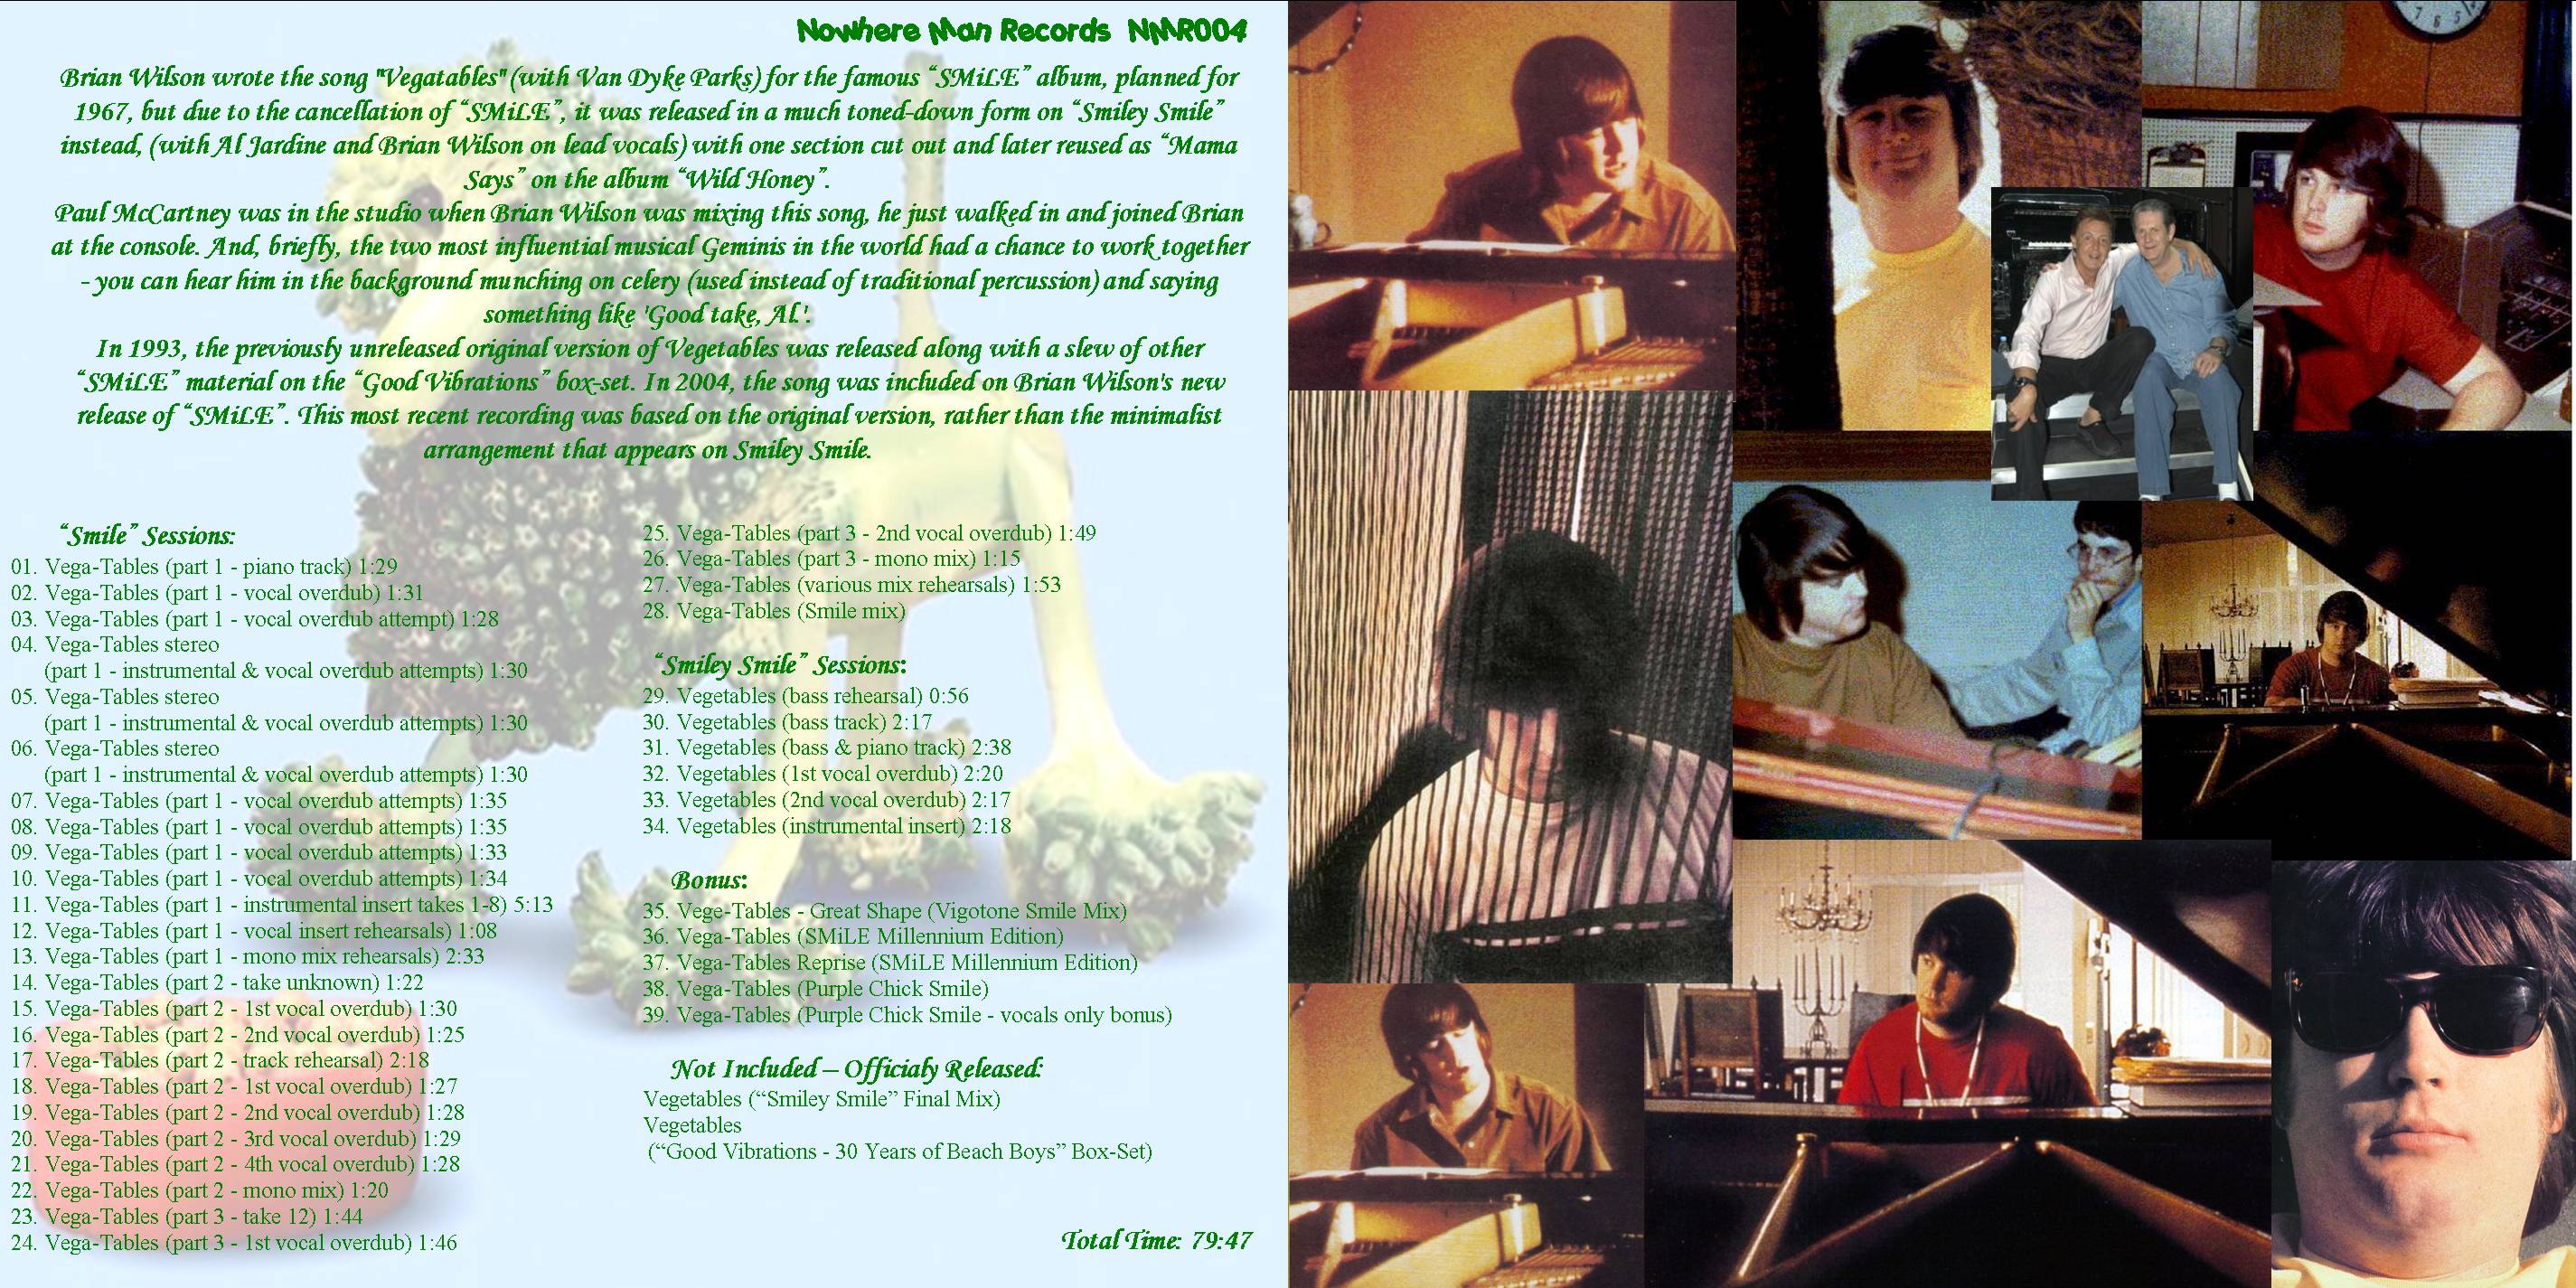 Nowhere Man Records NMR004
Brian Wilson wrote the song "Vegatables" (with Van Dyke Parks) for the famous “SMiLE” album, planned for
1967, but due to the cancellation of “SMiLE”, it was released in a much toned-down form on “Smiley Smile”
instead, (with Al Jardine and Brian Wilson on lead vocals) with one section cut out and later reused as “Mama
Says” on the album “Wild Honey”.
Paul McCartney was in the studio when Brian Wilson was mixing this song, he just walked in and joined Brian
at the console. And, briefly, the two most influential musical Geminis in the world had a chance to work together
- you can hear him in the background munching on celery (used instead of traditional percussion) and saying
something like 'Good take, Al.'.
In 1993, the previously unreleased original version of Vegetables was released along with a slew of other
“SMiLE” material on the “Good Vibrations” box-set. In 2004, the song was included on Brian Wilson's new
release of “SMiLE”. This most recent recording was based on the original version, rather than the minimalist
arrangement that appears on Smiley Smile.
“Smile” Sessions:
01. Vega-Tables (part 1 - piano track) 1:29
02. Vega-Tables (part 1 - vocal overdub) 1:31
03. Vega-Tables (part 1 - vocal overdub attempt) 1:28
04. Vega-Tables stereo
(part 1 - instrumental & vocal overdub attempts) 1:30
05. Vega-Tables stereo
(part 1 - instrumental & vocal overdub attempts) 1:30
06. Vega-Tables stereo
(part 1 - instrumental & vocal overdub attempts) 1:30
07. Vega-Tables (part 1 - vocal overdub attempts) 1:35
08. Vega-Tables (part 1 - vocal overdub attempts) 1:35
09. Vega-Tables (part 1 - vocal overdub attempts) 1:33
10. Vega-Tables (part 1 - vocal overdub attempts) 1:34
11. Vega-Tables (part 1 - instrumental insert takes 1-8) 5:13
12. Vega-Tables (part 1 - vocal insert rehearsals) 1:08
13. Vega-Tables (part 1 - mono mix rehearsals) 2:33
14. Vega-Tables (part 2 - take unknown) 1:22
15. Vega-Tables (part 2 - 1st vocal overdub) 1:30
16. Vega-Tables (part 2 - 2nd vocal overdub) 1:25
17. Vega-Tables (part 2 - track rehearsal) 2:18
18. Vega-Tables (part 2 - 1st vocal overdub) 1:27
19. Vega-Tables (part 2 - 2nd vocal overdub) 1:28
20. Vega-Tables (part 2 - 3rd vocal overdub) 1:29
21. Vega-Tables (part 2 - 4th vocal overdub) 1:28
22. Vega-Tables (part 2 - mono mix) 1:20
23. Vega-Tables (part 3 - take 12) 1:44
24. Vega-Tables (part 3 - 1st vocal overdub) 1:46
25. Vega-Tables (part 3 - 2nd vocal overdub) 1:49
26. Vega-Tables (part 3 - mono mix) 1:15
27. Vega-Tables (various mix rehearsals) 1:53
28. Vega-Tables (Smile mix)
“Smiley Smile” Sessions:
29. Vegetables (bass rehearsal) 0:56
30. Vegetables (bass track) 2:17
31. Vegetables (bass & piano track) 2:38
32. Vegetables (1st vocal overdub) 2:20
33. Vegetables (2nd vocal overdub) 2:17
34. Vegetables (instrumental insert) 2:18
Bonus:
35. Vege-Tables - Great Shape (Vigotone Smile Mix)
36. Vega-Tables (SMiLE Millennium Edition)
37. Vega-Tables Reprise (SMiLE Millennium Edition)
38. Vega-Tables (Purple Chick Smile)
39. Vega-Tables (Purple Chick Smile - vocals only bonus)
Not Included – Officialy Released:
Vegetables (“Smiley Smile” Final Mix)
Vegetables
(“Good Vibrations - 30 Years of Beach Boys” Box-Set)
Total Time: 79:47
7 6 5